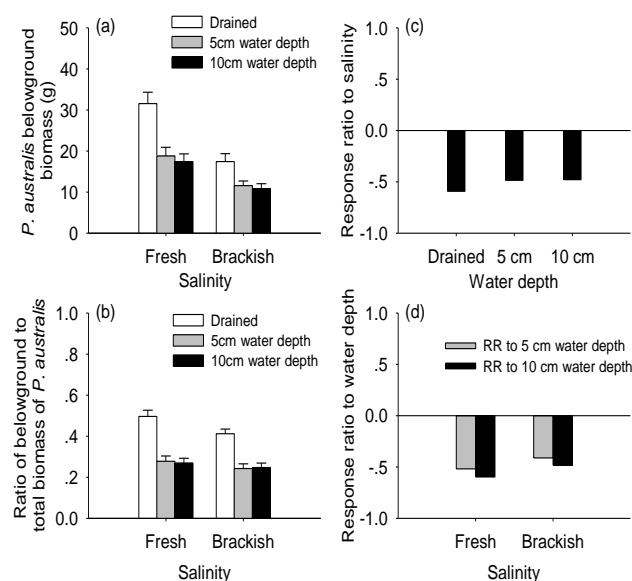 (a)
Drained
5cm water depth
10cm water depth
P. australis belowground
biomass (g)
50
40
30
20
10
0
Fresh Brackish
Salinity
(c)
Response ratio to salinity
1.0
.5
0.0
-.5
-1.0
Drained 5 cm 10 cm
Water depth
(b)
Drained
5cm water depth
10cm water depth
Ratio of belowground to
total biomass of P. australis
1.0
.8
.6
.4
.2
0.0
Fresh Brackish
Salinity
(d)
RR to 5 cm water depth
RR to 10 cm water depth
Response ratio to water depth
1.0
.5
0.0
-.5
-1.0
Fresh Brackish
Salinity